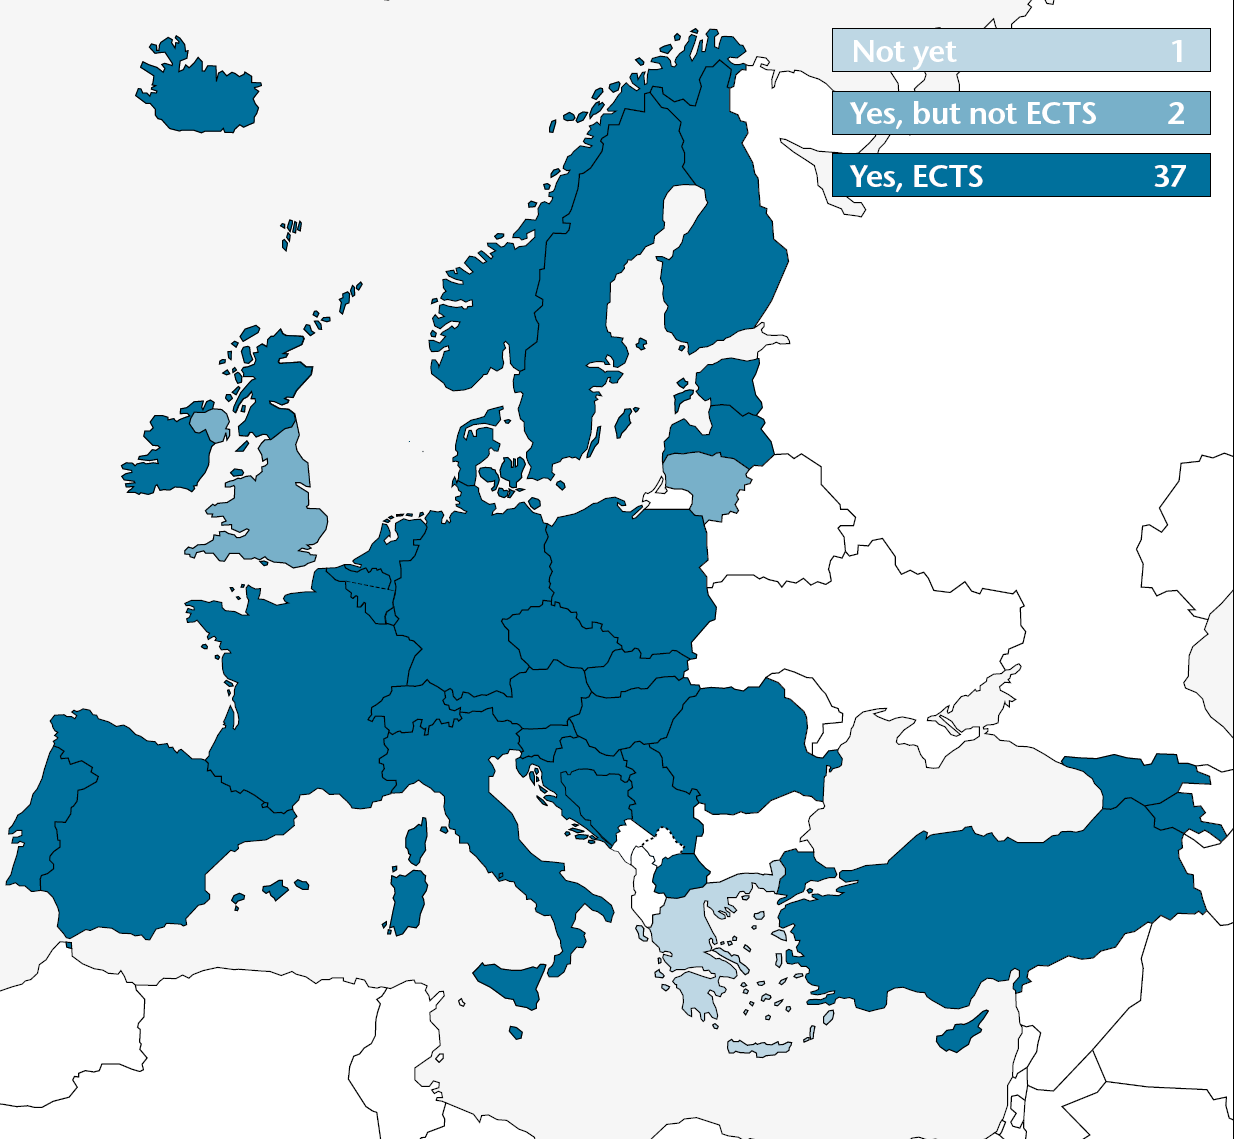 Not yet 1
Yes, but not ECTS 2
Yes, ECTS 37